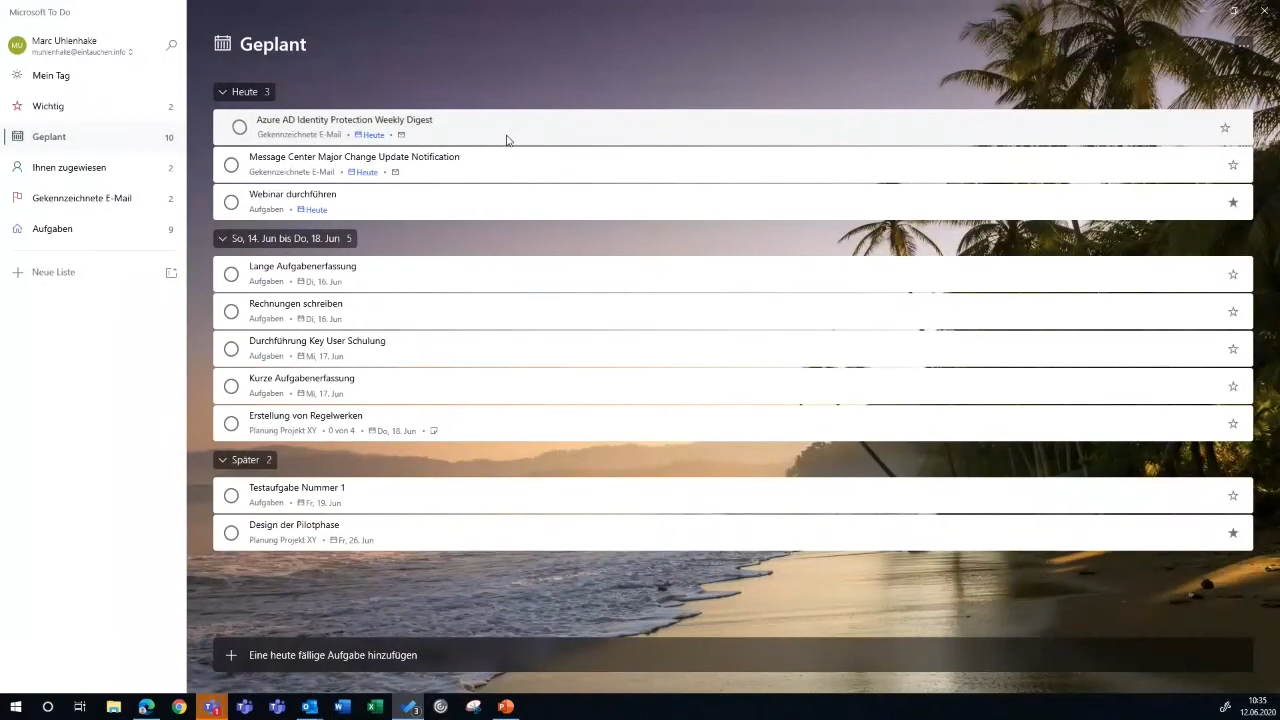 Microsoft To Do
MU
Marc Uhlenhake
muhlenhake@eintauchen.info
Mein Tag
Wichtig 2
Geplant 10
Ihnen zugewiesen 2
Gekennzeichnete E-Mail 2
Aufgaben 9
Neue Liste
Geplant
Heute 3
Azure AD Identity Protection Weekly Digest
Gekennzeichnete E-Mail • Heute •
Message Center Major Change Update Notification
Gekennzeichnete E-Mail • Heute •
Webinar durchführen
Aufgaben • Heute
So, 14. Jun bis Do, 18. Jun 5
Lange Aufgabenerfassung
Aufgaben • Di, 16. Jun
Rechnungen schreiben
Aufgaben • Di, 16. Jun
Durchführung Key User Schulung
Aufgaben • Mi, 17. Jun
Kurze Aufgabenerfassung
Aufgaben • Mi, 17. Jun
Erstellung von Regelwerken
Planung Projekt XY • 0 von 4 • Do, 18. Jun •
Später 2
Testaufgabe Nummer 1
Aufgaben • Fr, 19. Jun
Design der Pilotphase
Planung Projekt XY • Fr, 26. Jun
Eine heute fällige Aufgabe hinzufügen
10:35
12.06.2020